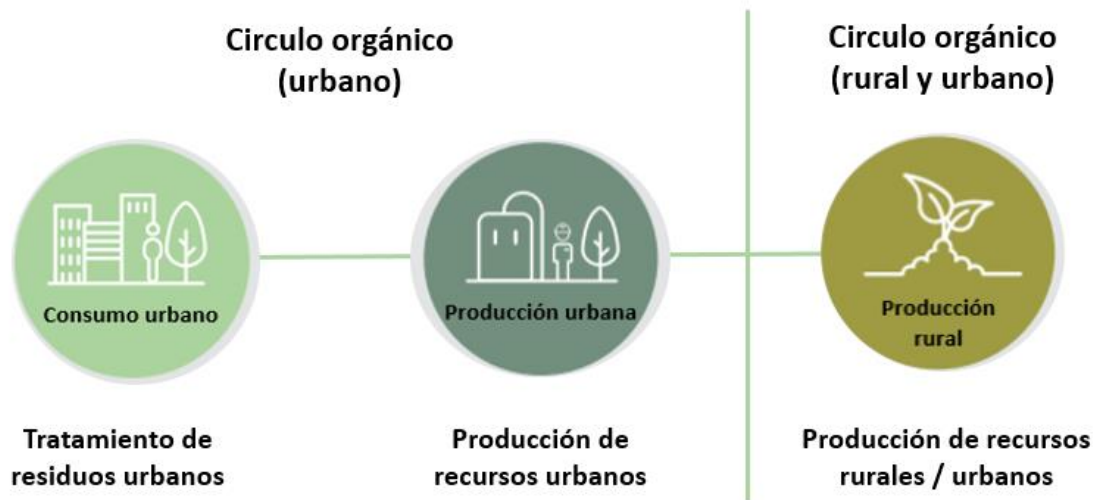 Circulo orgánico
(urbano)
Circulo orgánico
(rural y urbano)
Consumo urbano
Producción urbana
Producción
rural
Tratamiento de
residuos urbanos
Producción de
recursos urbanos
Producción de recursos
rurales / urbanos